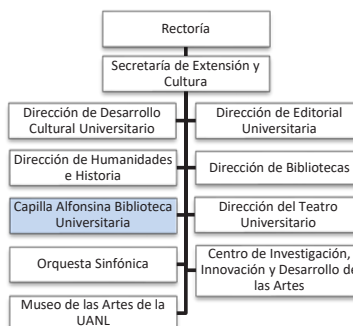 Rectoría
Secretaría de Extensión y
Cultura
Dirección de Desarrollo
Cultural Universitario
Dirección de Editorial
Universitaria
Dirección de Humanidades
e Historia
Dirección de Bibliotecas
Capilla Alfonsina Biblioteca
Universitaria
Dirección del Teatro
Universitario
Orquesta Sinfónica
Centro de Investigación,
Innovación y Desarrollo de
las Artes
Museo de las Artes de la
UANL